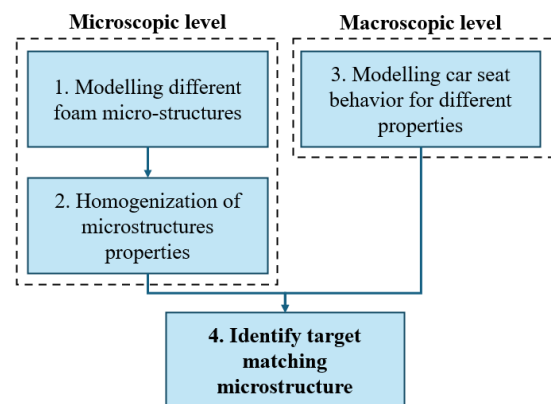 Microscopic level
1. Modelling different
foam micro-structures
2. Homogenization of
microstructures
properties
Macroscopic level
3. Modelling car seat
behavior for different
properties
4. Identify target
matching
microstructure